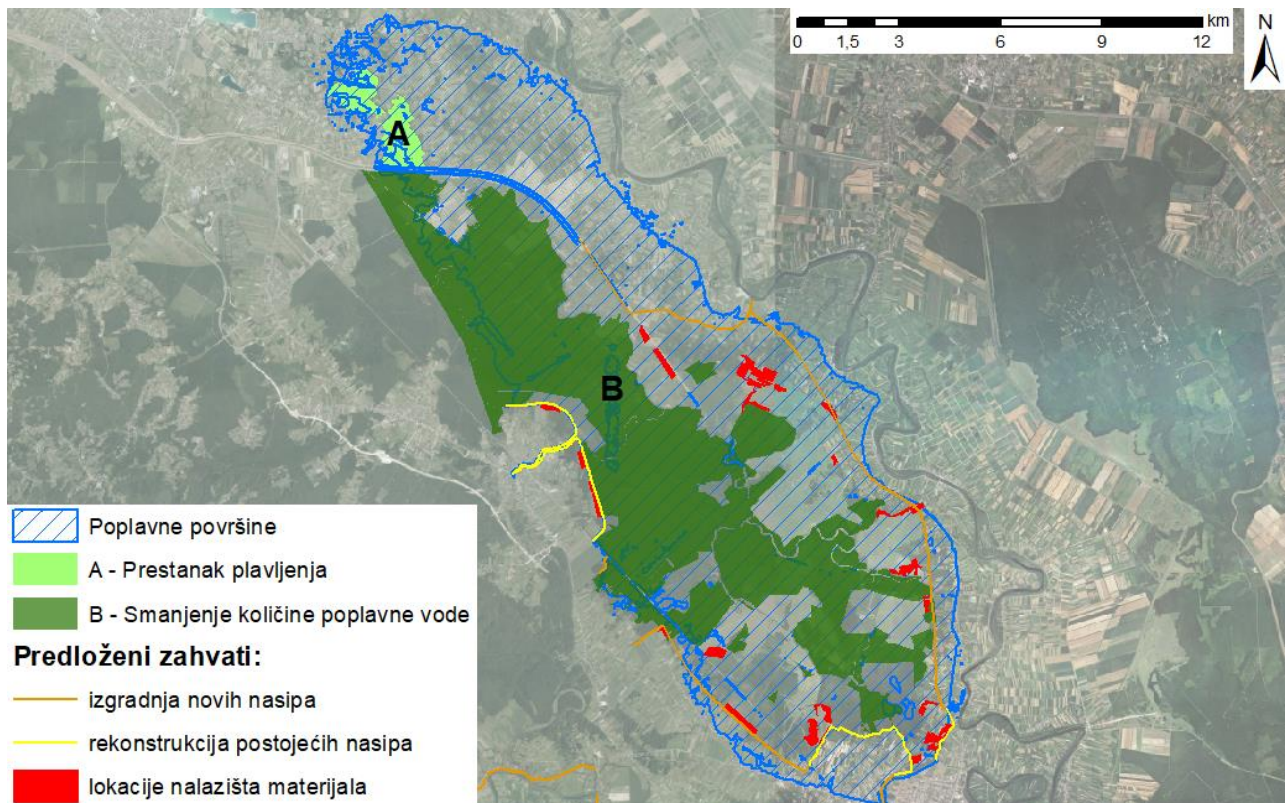 km
0 1,5 3 6 9 12
N
A
B
Poplavne površine
A - Prestanak plavljenja
B - Smanjenje količine poplavne vode
Predloženi zahvati:
izgradnja novih nasipa
rekonstrukcija postojećih nasipa
lokacije nalazišta materijala